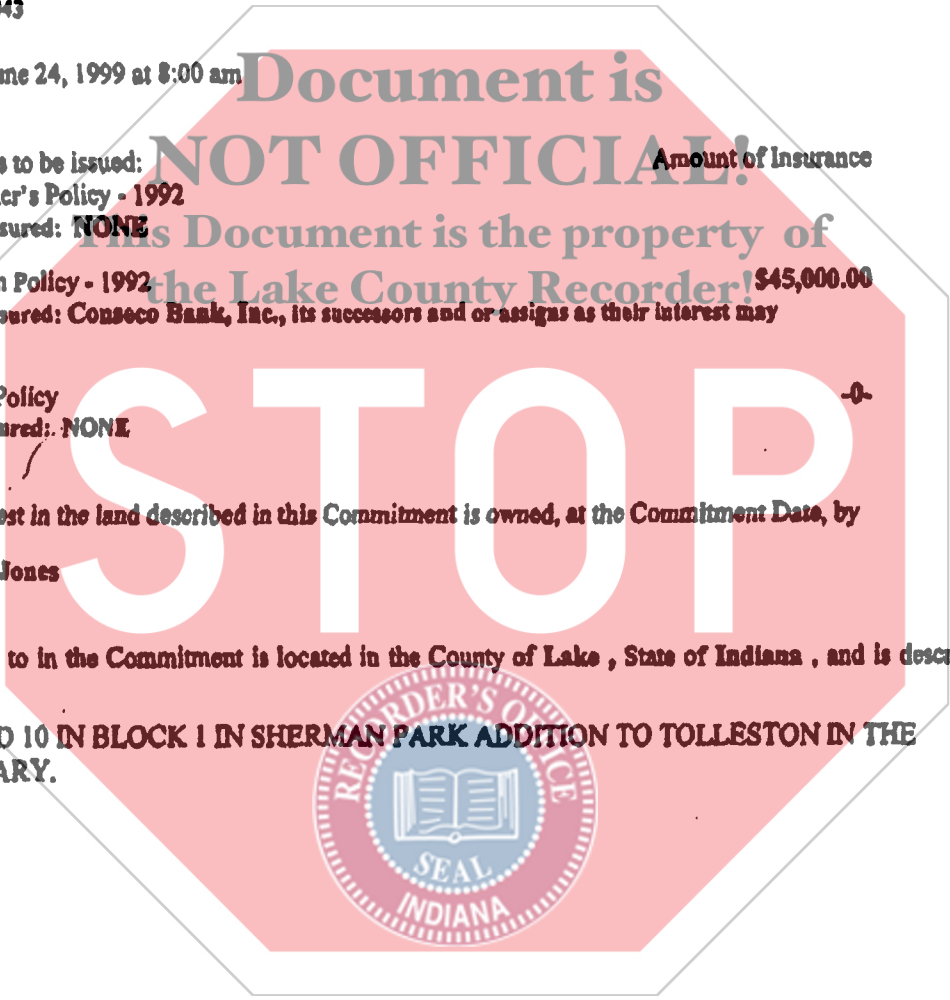 43
une 24, 1999 at 8:00 am
Document is
NOT OFFICIAL!
This Document is the property of
the Lake County Recorder!
s to be issued: Amount of Insurance
er's Policy - 1992
sured: NONE
n Policy - 1992 $45,000.00
sured: Conseco Bank, Inc., its successors and or assigns as their interest may
STOP
Policy -0-
ured: NONE
est in the land described in this Commitment is owned, at the Commitment Date, by
Jones
to in the Commitment is located in the County of Lake , State of Indiana , and is descr
D 10 IN BLOCK 1 IN SHERMAN PARK ADDITION TO TOLLESTON IN THE
ARY.
RECORDER'S OFFICE
SEAL
INDIANA